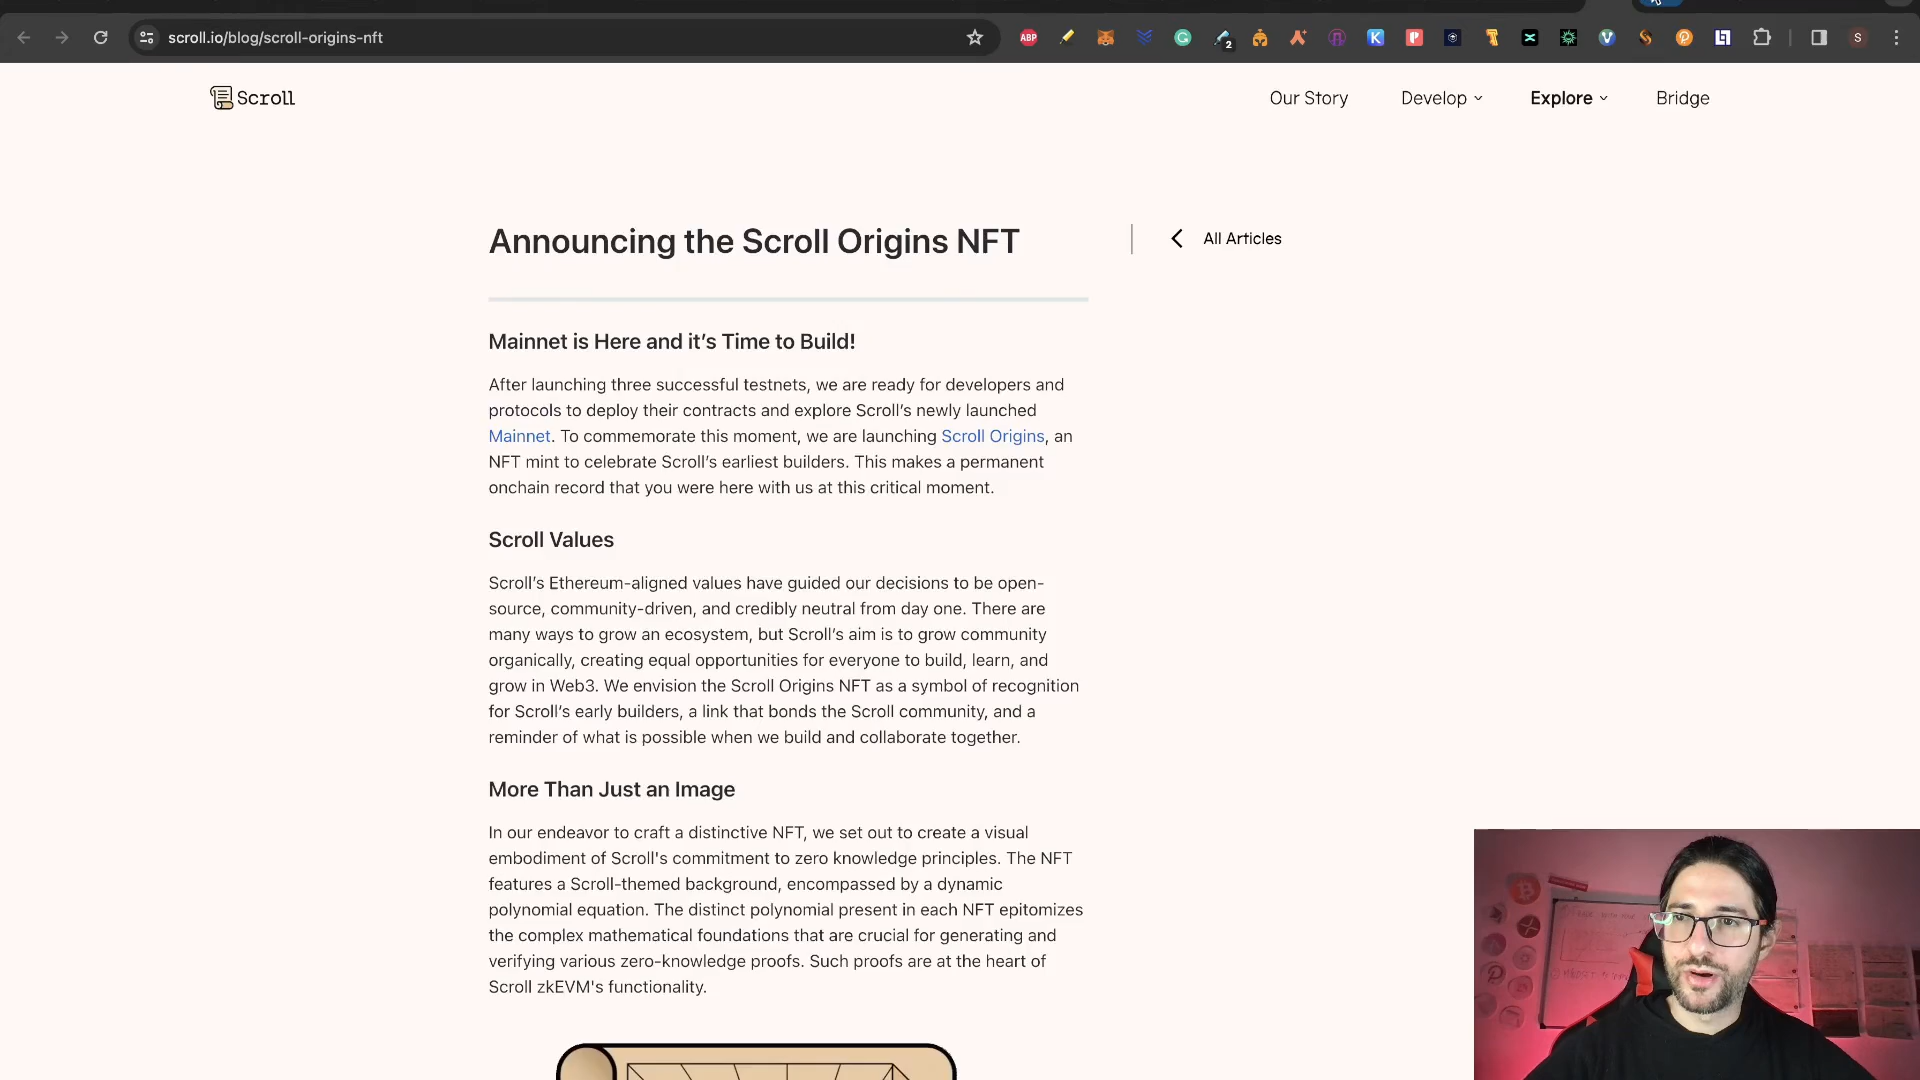 scroll.io/blog/scroll-origins-nft
ABP
2
S
Scroll
Our Story
Develop
Explore
Bridge
Announcing the Scroll Origins NFT
All Articles
Mainnet is Here and it’s Time to Build!
After launching three successful testnets, we are ready for developers and
protocols to deploy their contracts and explore Scroll’s newly launched
Mainnet. To commemorate this moment, we are launching Scroll Origins, an
NFT mint to celebrate Scroll’s earliest builders. This makes a permanent
onchain record that you were here with us at this critical moment.
Scroll Values
Scroll’s Ethereum-aligned values have guided our decisions to be open-
source, community-driven, and credibly neutral from day one. There are
many ways to grow an ecosystem, but Scroll’s aim is to grow community
organically, creating equal opportunities for everyone to build, learn, and
grow in Web3. We envision the Scroll Origins NFT as a symbol of recognition
for Scroll’s early builders, a link that bonds the Scroll community, and a
reminder of what is possible when we build and collaborate together.
More Than Just an Image
In our endeavor to craft a distinctive NFT, we set out to create a visual
embodiment of Scroll's commitment to zero knowledge principles. The NFT
features a Scroll-themed background, encompassed by a dynamic
polynomial equation. The distinct polynomial present in each NFT epitomizes
the complex mathematical foundations that are crucial for generating and
verifying various zero-knowledge proofs. Such proofs are at the heart of
Scroll zkEVM's functionality.